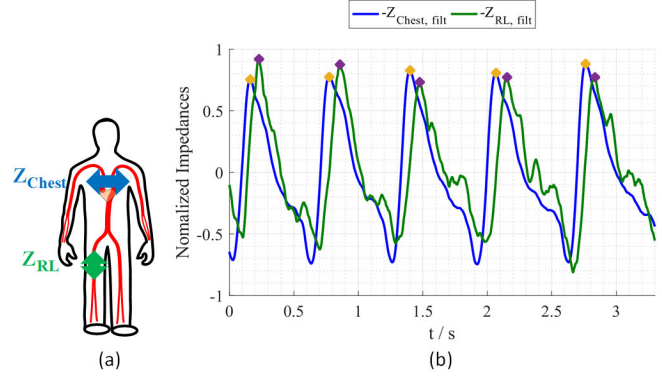 -Z_Chest, filt -Z_RL, filt
Z_Chest
Z_RL
(a)
Nomalized Impedances
1
0.5
0
-0.5
-1
0 0.5 1 1.5 2 2.5 3
t / s
(b)